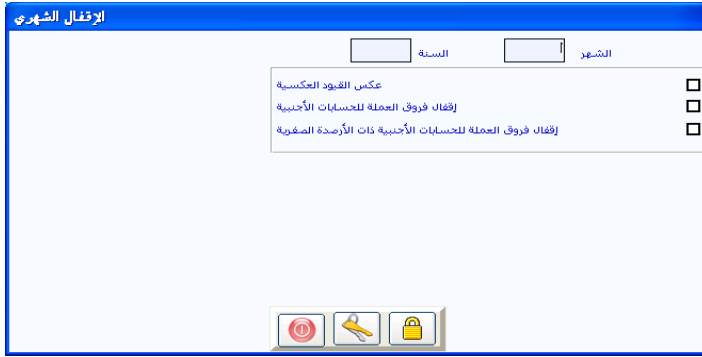 الإقفال الشهري
الشهر السنة
عكس القيود العكسية
إقفال فروق العملة للحسابات الأجنبية
إقفال فروق العملة للحسابات الأجنبية ذات الأرصدة الصفرية